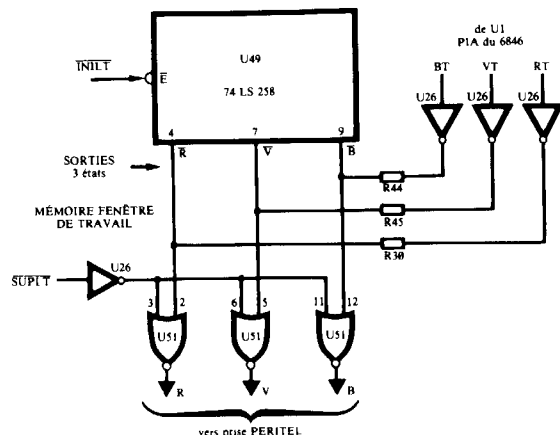 de U1
PIA du 6846
BT VT RT
U26 U26 U26
U49
74 LS 258
INILT
E
4 7 9
R V B
SORTIES
3 états
R44
R45
R30
MÉMOIRE FENÊTRE
DE TRAVAIL
SUPLT
U26
3 2 6 5 11 12
U51 U51 U51
R V B
vers prise PERITEL